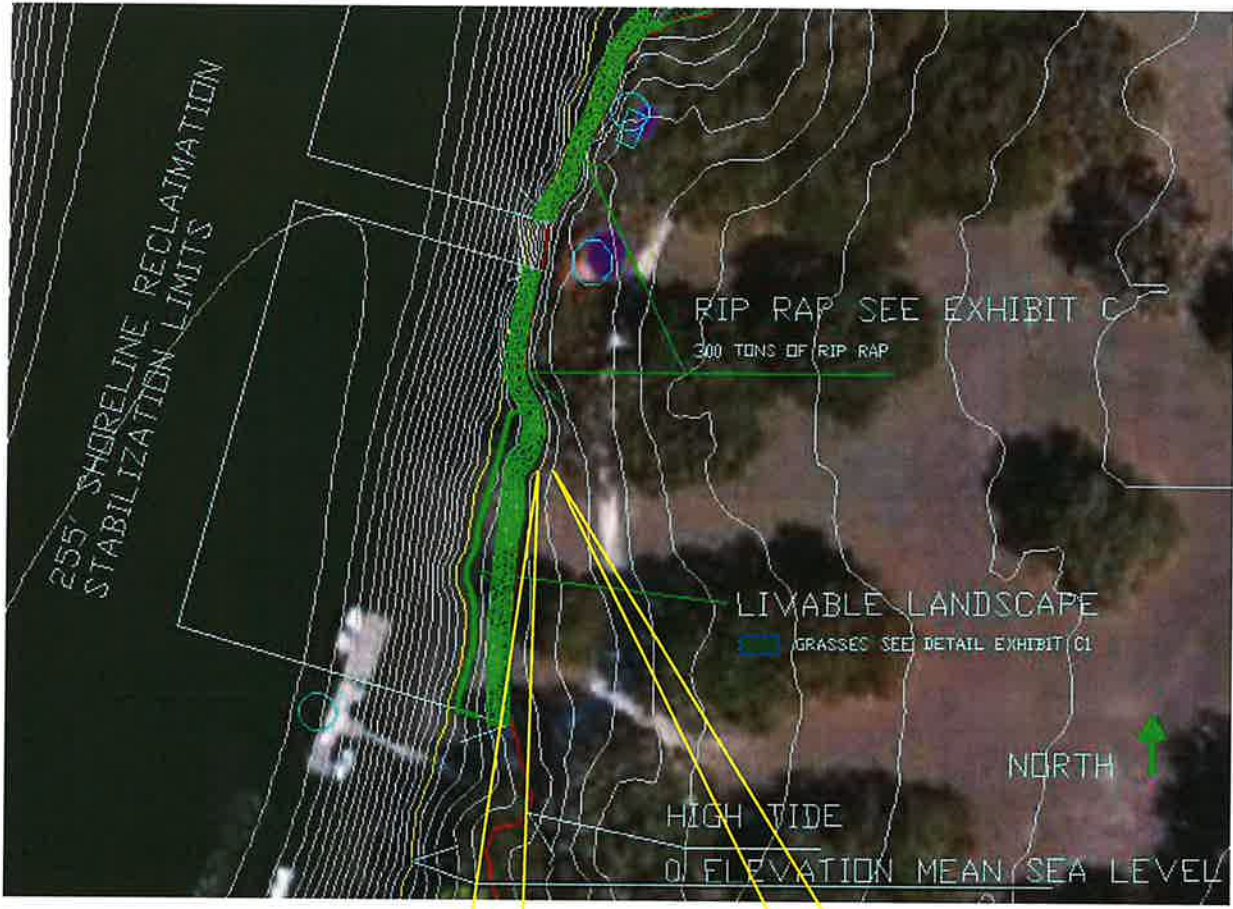 255' SHORELINE RECLAIMATION
STABILIZATION LIMITS
RIP RAP SEE EXHIBIT C
300 TONS OF RIP RAP
LIVABLE LANDSCAPE
GRASSES SEE DETAIL EXHIBIT C1
NORTH
HIGH TIDE
0 ELEVATION MEAN SEA LEVEL